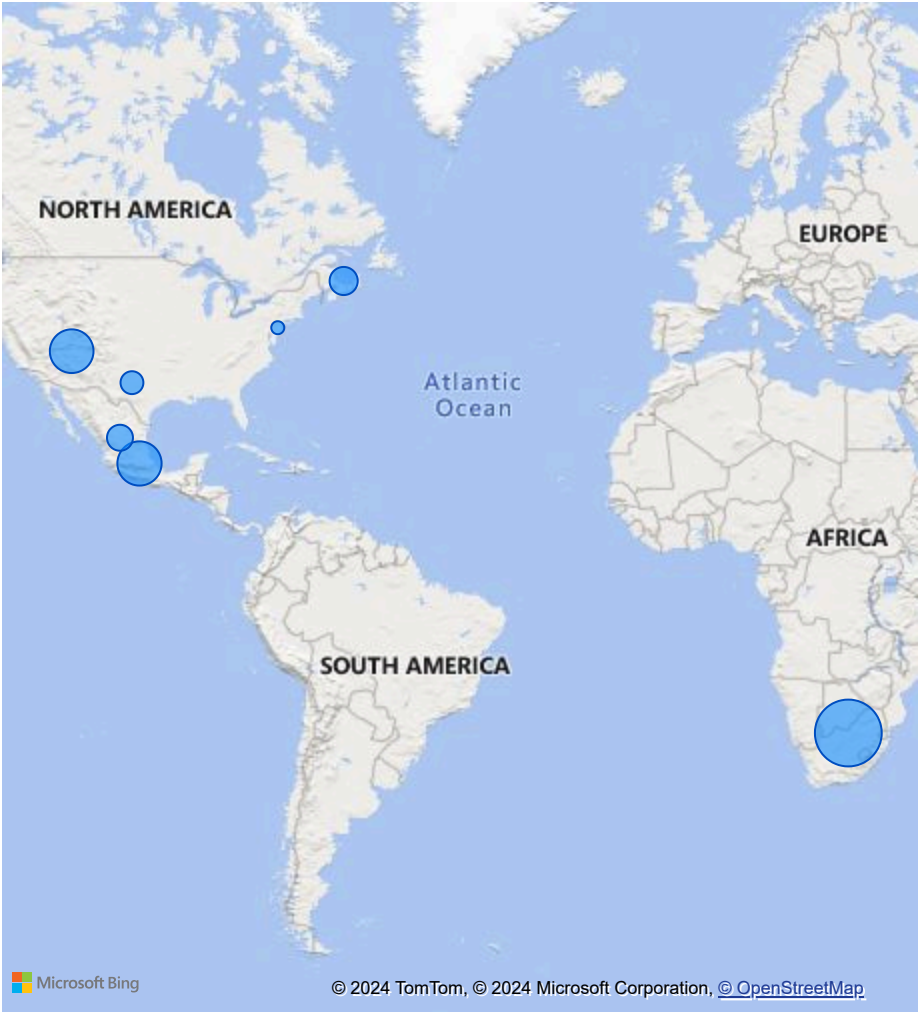 NORTH AMERICA
EUROPE
Atlantic
Ocean
AFRICA
SOUTH AMERICA
Microsoft Bing
© 2024 TomTom, © 2024 Microsoft Corporation, © OpenStreetMap